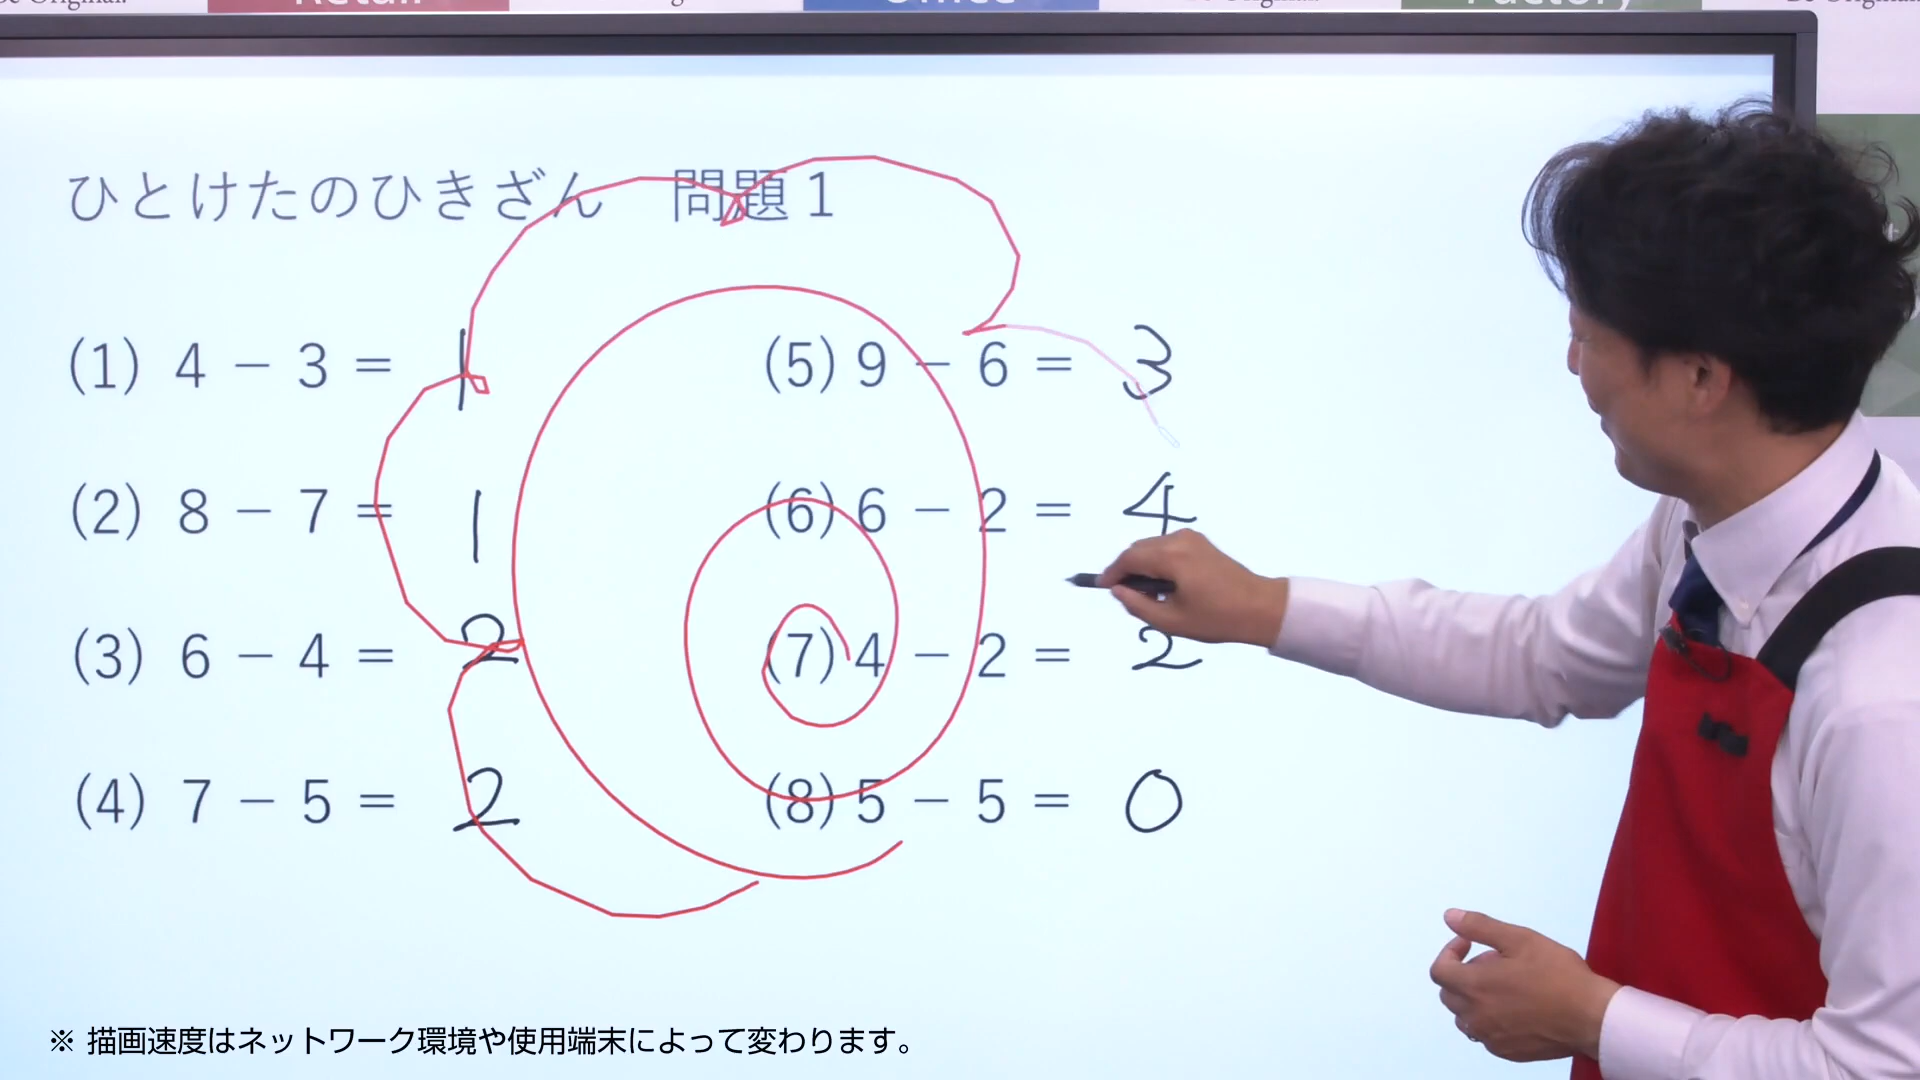 Retail
Office
Factory
ひとけたのひきざん 問題1
(1) 4 − 3 = 1
(2) 8 − 7 = 1
(3) 6 − 4 = 2
(4) 7 − 5 = 2
(5) 9 − 6 = 3
(6) 6 − 2 = 4
(7) 4 − 2 = 2
(8) 5 − 5 = 0
※ 描画速度はネットワーク環境や使用端末によって変わります。